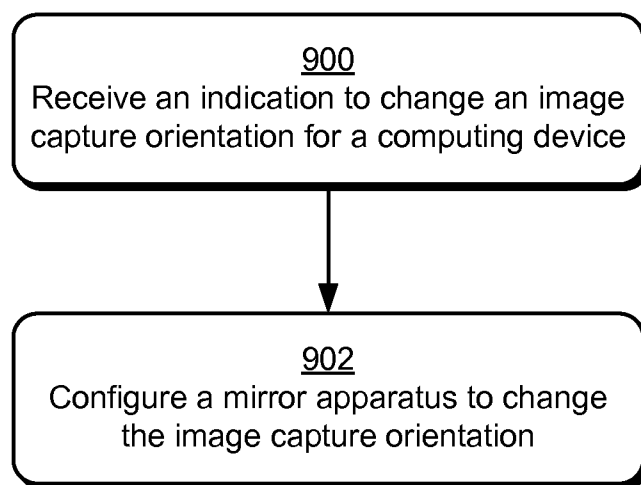 900
Receive an indication to change an image
capture orientation for a computing device
902
Configure a mirror apparatus to change
the image capture orientation